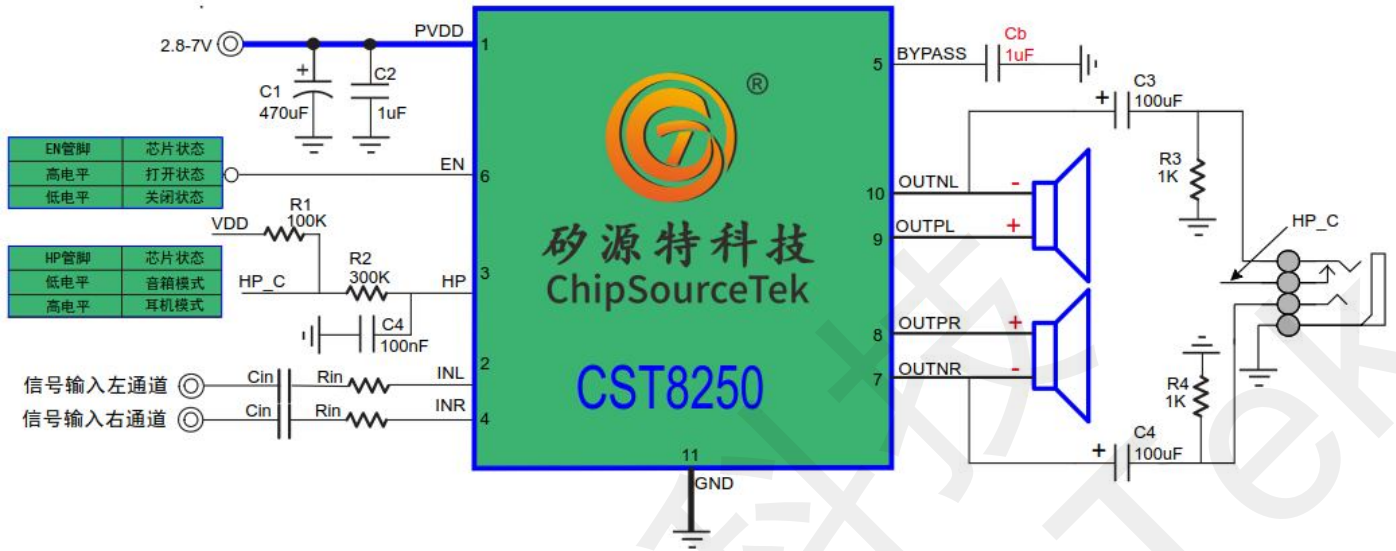 2.8-7V
PVDD
1
+
C1
470uF
C2
1uF
EN管脚 芯片状态
高电平 打开状态
低电平 关闭状态
EN
6
VDD
R1
100K
HP管脚 芯片状态
低电平 音箱模式
高电平 耳机模式
HP_C
R2
300K
HP
3
C4
100nF
信号输入左通道
Cin
Rin
INL
2
信号输入右通道
Cin
Rin
INR
4
®
矽源特科技
ChipSourceTek
CST8250
11
GND
5
BYPASS
Cb
1uF
C3
+
100uF
R3
1K
10
OUTNL
-
9
OUTPL
+
HP_C
8
OUTPR
+
7
OUTNR
-
R4
1K
C4
+
100uF
科技
Tek